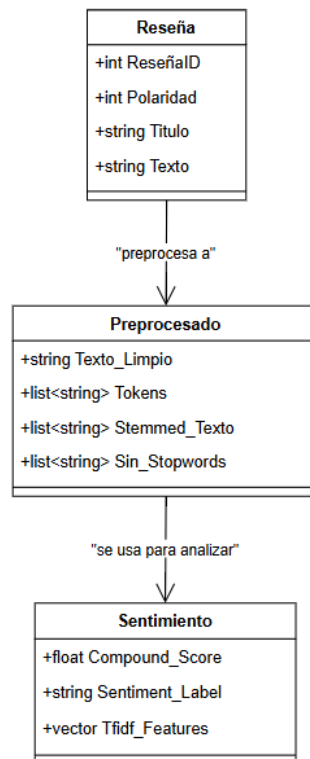 Reseña
+int ReseñaID
+int Polaridad
+string Titulo
+string Texto
"preprocesa a"
Preprocesado
+string Texto_Limpio
+list<string> Tokens
+list<string> Stemmed_Texto
+list<string> Sin_Stopwords
"se usa para analizar"
Sentimiento
+float Compound_Score
+string Sentiment_Label
+vector Tfidf_Features